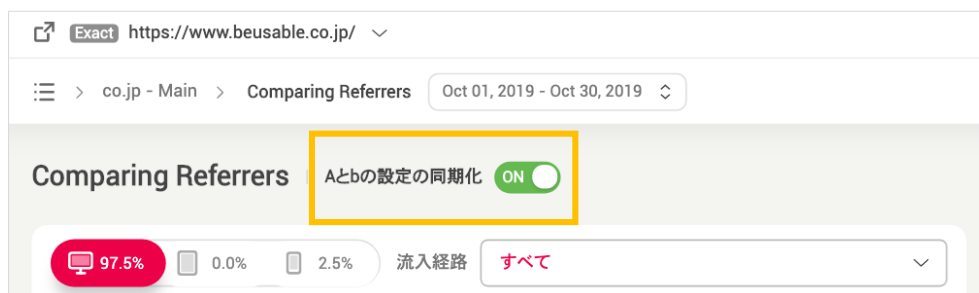 Exact https://www.beusable.co.jp/
co.jp - Main > Comparing Referrers Oct 01, 2019 - Oct 30, 2019
Comparing Referrers Aとbの設定の同期化 ON
97.5% 0.0% 2.5% 流入経路 すべて